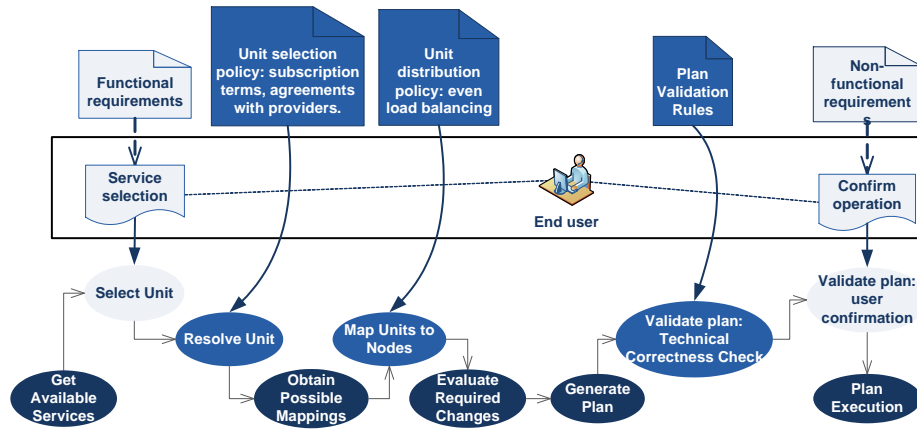 Functional
requirements
Unit selection
policy: subscription
terms, agreements
with providers.
Unit
distribution
policy: even
load balancing
Plan
Validation
Rules
Non-
functional
requirement
s
Service
selection
End user
Confirm
operation
Select Unit
Resolve Unit
Map Units to
Nodes
Validate plan:
Technical
Correctness Check
Validate plan:
user
confirmation
Get
Available
Services
Obtain
Possible
Mappings
Evaluate
Required
Changes
Generate
Plan
Plan
Execution